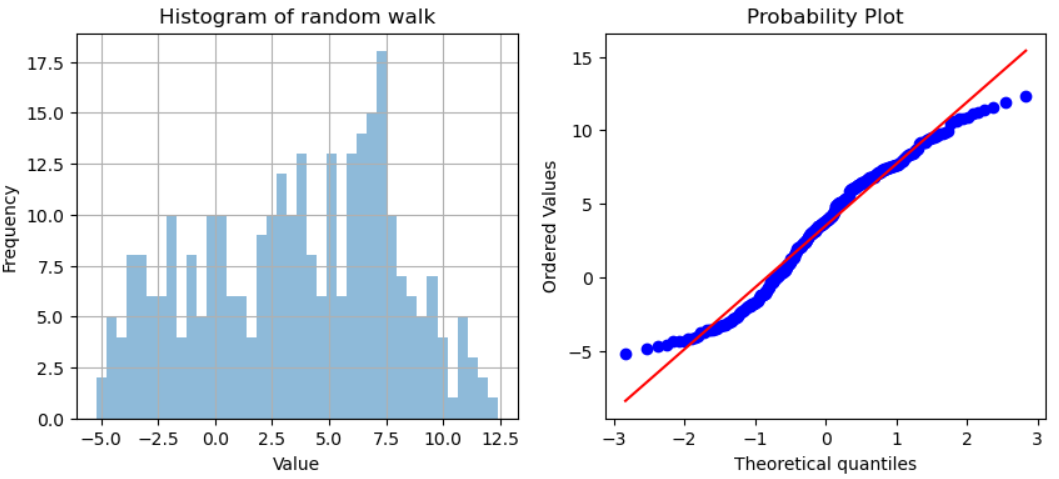 Histogram of random walk
17.5
15.0
12.5
10.0
7.5
5.0
2.5
0.0
Frequency
−5.0 −2.5 0.0 2.5 5.0 7.5 10.0 12.5
Value
Probability Plot
15
10
5
0
−5
Ordered Values
−3 −2 −1 0 1 2 3
Theoretical quantiles